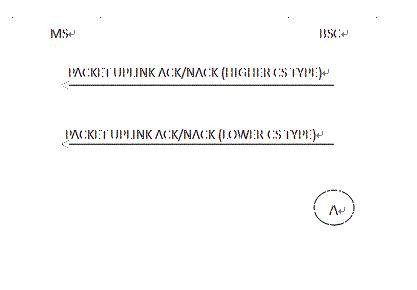 MS
BSC
PACKET UPLINK ACK/NACK (HIGHER CS TYPE)
PACKET UPLINK ACK/NACK (LOWER CS TYPE)
A